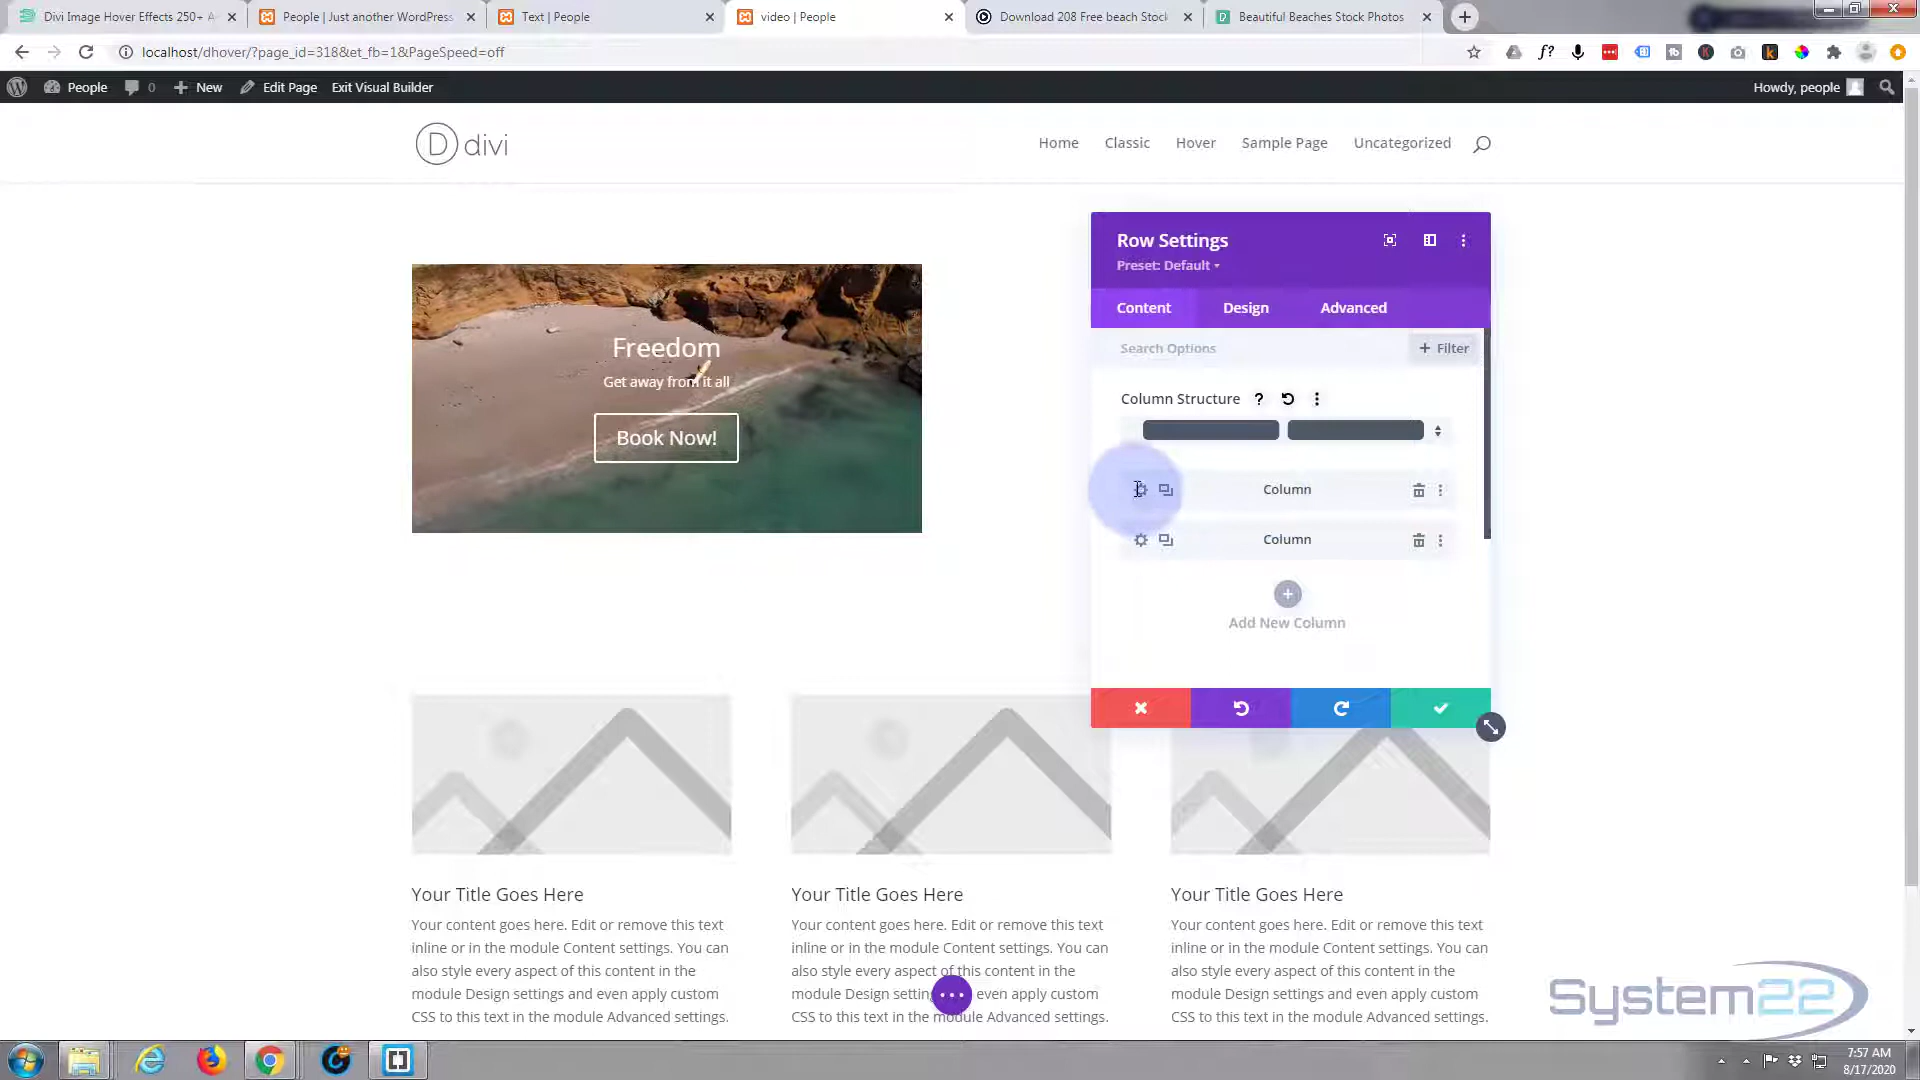 Divi Image Hover Effects 250+ A
People | Just another WordPress
Text | People
video | People
Download 208 Free beach Stock
Beautiful Beaches Stock Photos
localhost/dhover/?page_id=318&et_fb=1&PageSpeed=off
People
0
New
Edit Page
Exit Visual Builder
Howdy, people
D divi
Home
Classic
Hover
Sample Page
Uncategorized
Freedom
Get away from it all
Book Now!
Row Settings
Preset: Default
Content
Design
Advanced
Search Options
+ Filter
Column Structure ?
Column
Column
Add New Column
Your Title Goes Here
Your content goes here. Edit or remove this text
inline or in the module Content settings. You can
also style every aspect of this content in the
module Design settings and even apply custom
CSS to this text in the module Advanced settings.
Your Title Goes Here
Your content goes here. Edit or remove this text
inline or in the module Content settings. You can
also style every aspect of this content in the
module Design settin even apply custom
CSS to this text in the module Advanced settings.
Your Title Goes Here
Your content goes here. Edit or remove this text
inline or in the module Content settings. You can
also style every aspect of this content in the
module Design settings and even apply custom
CSS to this text in the module Advanced settings.
System22
7:57 AM
8/17/2020